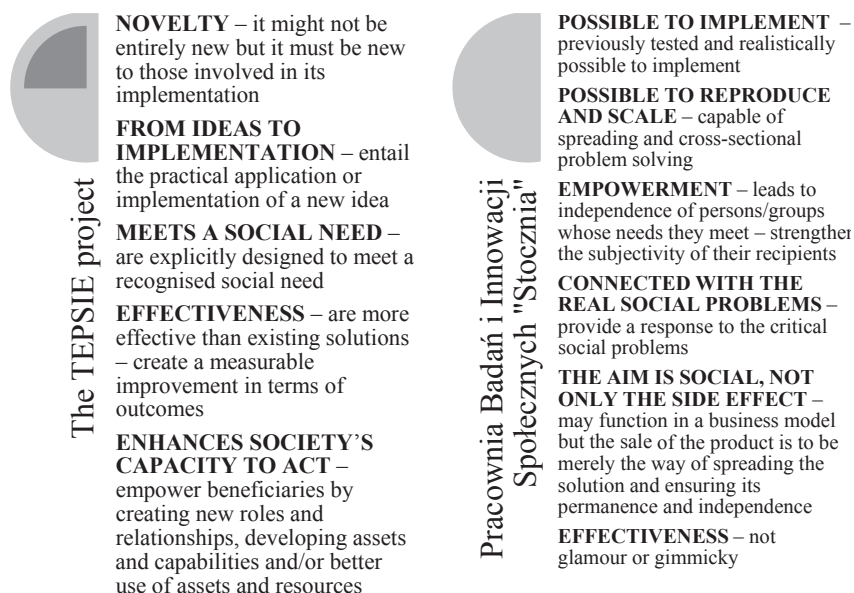 The TEPSIE project
NOVELTY – it might not be
entirely new but it must be new
to those involved in its
implementation
FROM IDEAS TO
IMPLEMENTATION – entail
the practical application or
implementation of a new idea
MEETS A SOCIAL NEED –
are explicitly designed to meet a
recognised social need
EFFECTIVENESS – are more
effective than existing solutions
– create a measurable
improvement in terms of
outcomes
ENHANCES SOCIETY'S
CAPACITY TO ACT –
empower beneficiaries by
creating new roles and
relationships, developing assets
and capabilities and/or better
use of assets and resources
Pracownia Badań i Innowacji
Społecznych "Stocznia"
POSSIBLE TO IMPLEMENT –
previously tested and realistically
possible to implement
POSSIBLE TO REPRODUCE
AND SCALE – capable of
spreading and cross-sectional
problem solving
EMPOWERMENT – leads to
independence of persons/groups
whose needs they meet – strengthen
the subjectivity of their recipients
CONNECTED WITH THE
REAL SOCIAL PROBLEMS –
provide a response to the critical
social problems
THE AIM IS SOCIAL, NOT
ONLY THE SIDE EFFECT –
may function in a business model
but the sale of the product is to be
merely the way of spreading the
solution and ensuring its
permanence and independence
EFFECTIVENESS – not
glamour or gimmicky